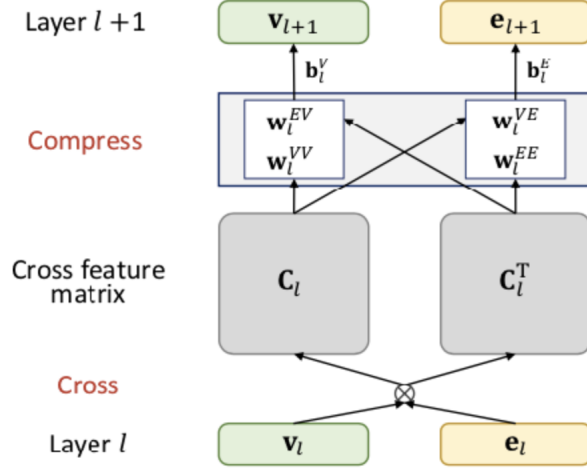 Layer l + 1 v_{l+1} e_{l+1}
b_l^V b_l^E
Compress w_l^{EV} w_l^{VE}
w_l^{VV} w_l^{EE}
Cross feature
matrix
C_l C_l^T
Cross ⊗
Layer l v_l e_l